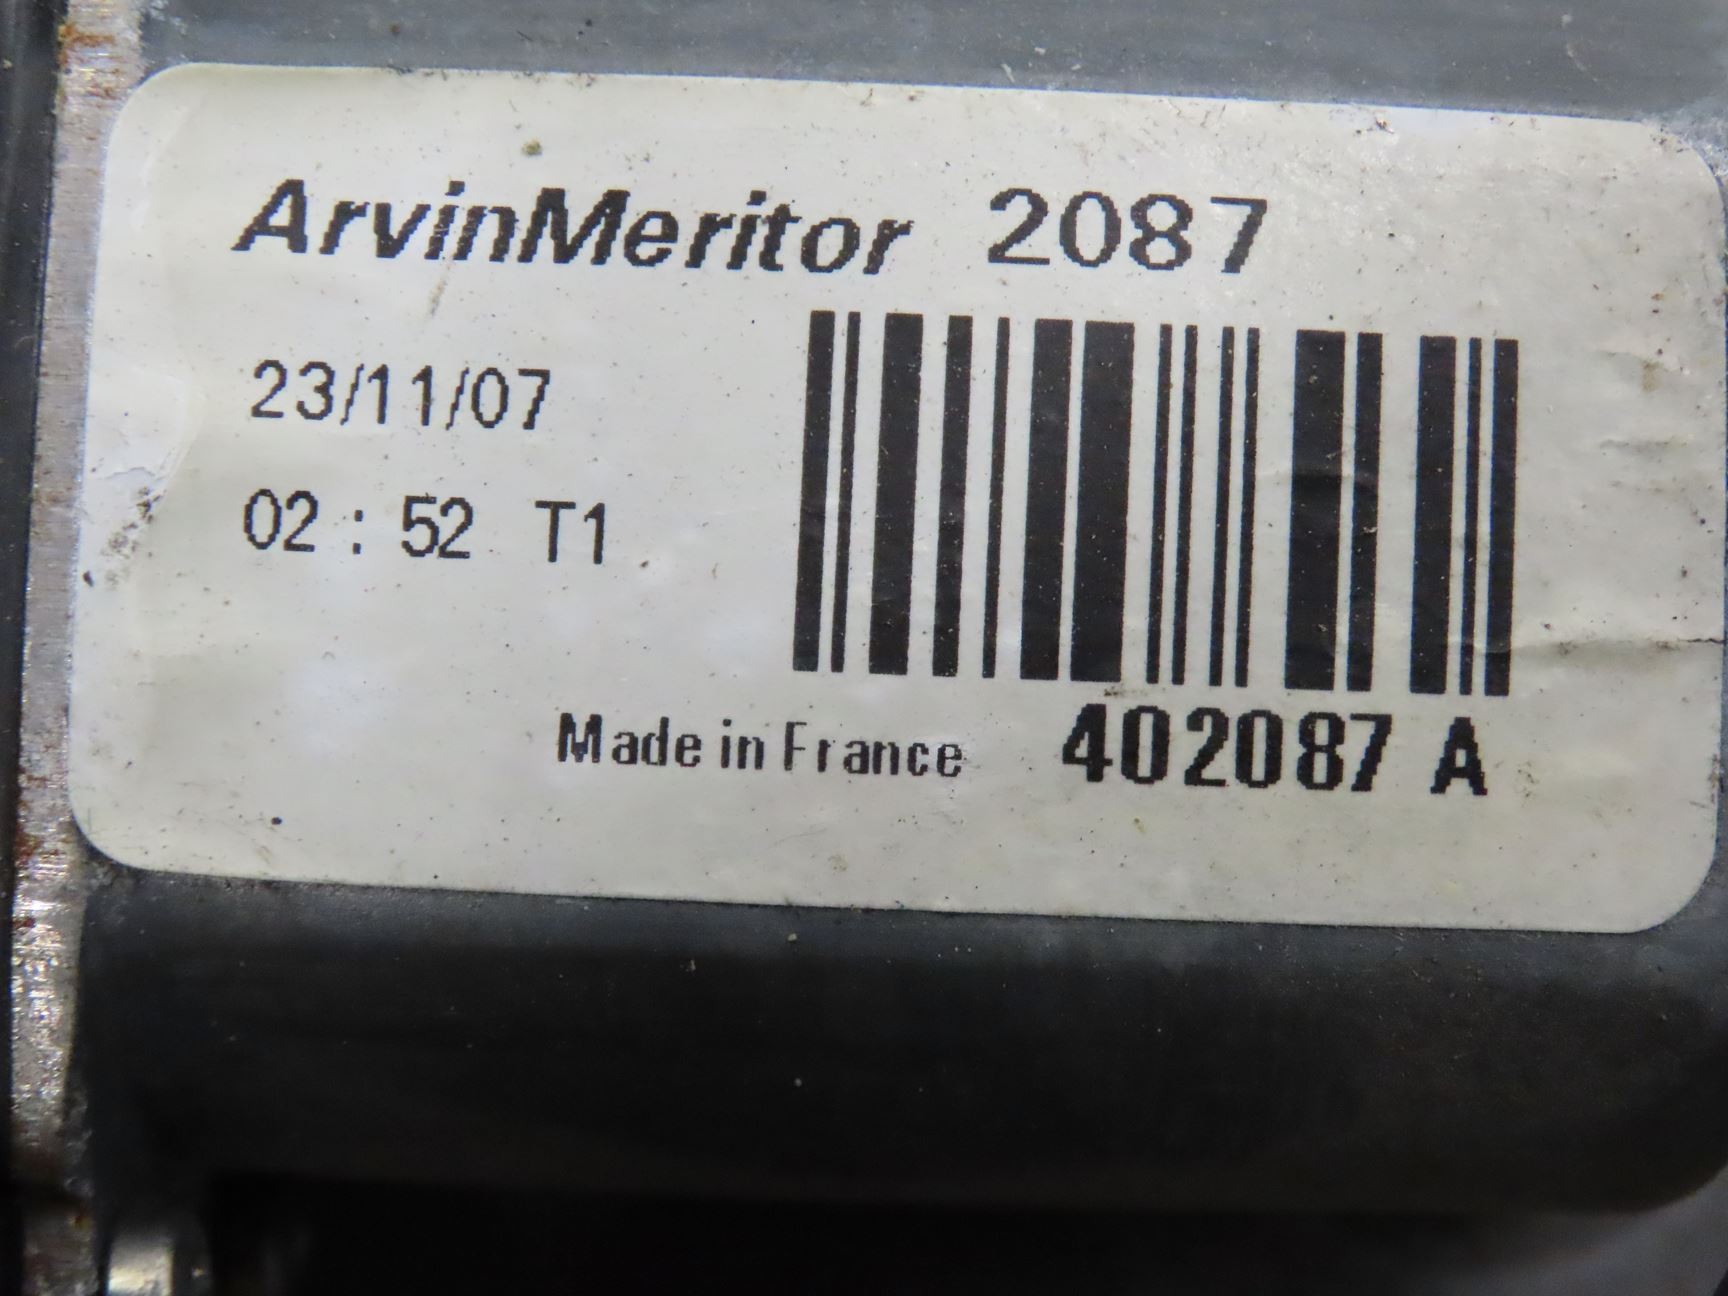 ArvinMeritor 2087
23/11/07
02 : 52 T1
Made in France 402087 A